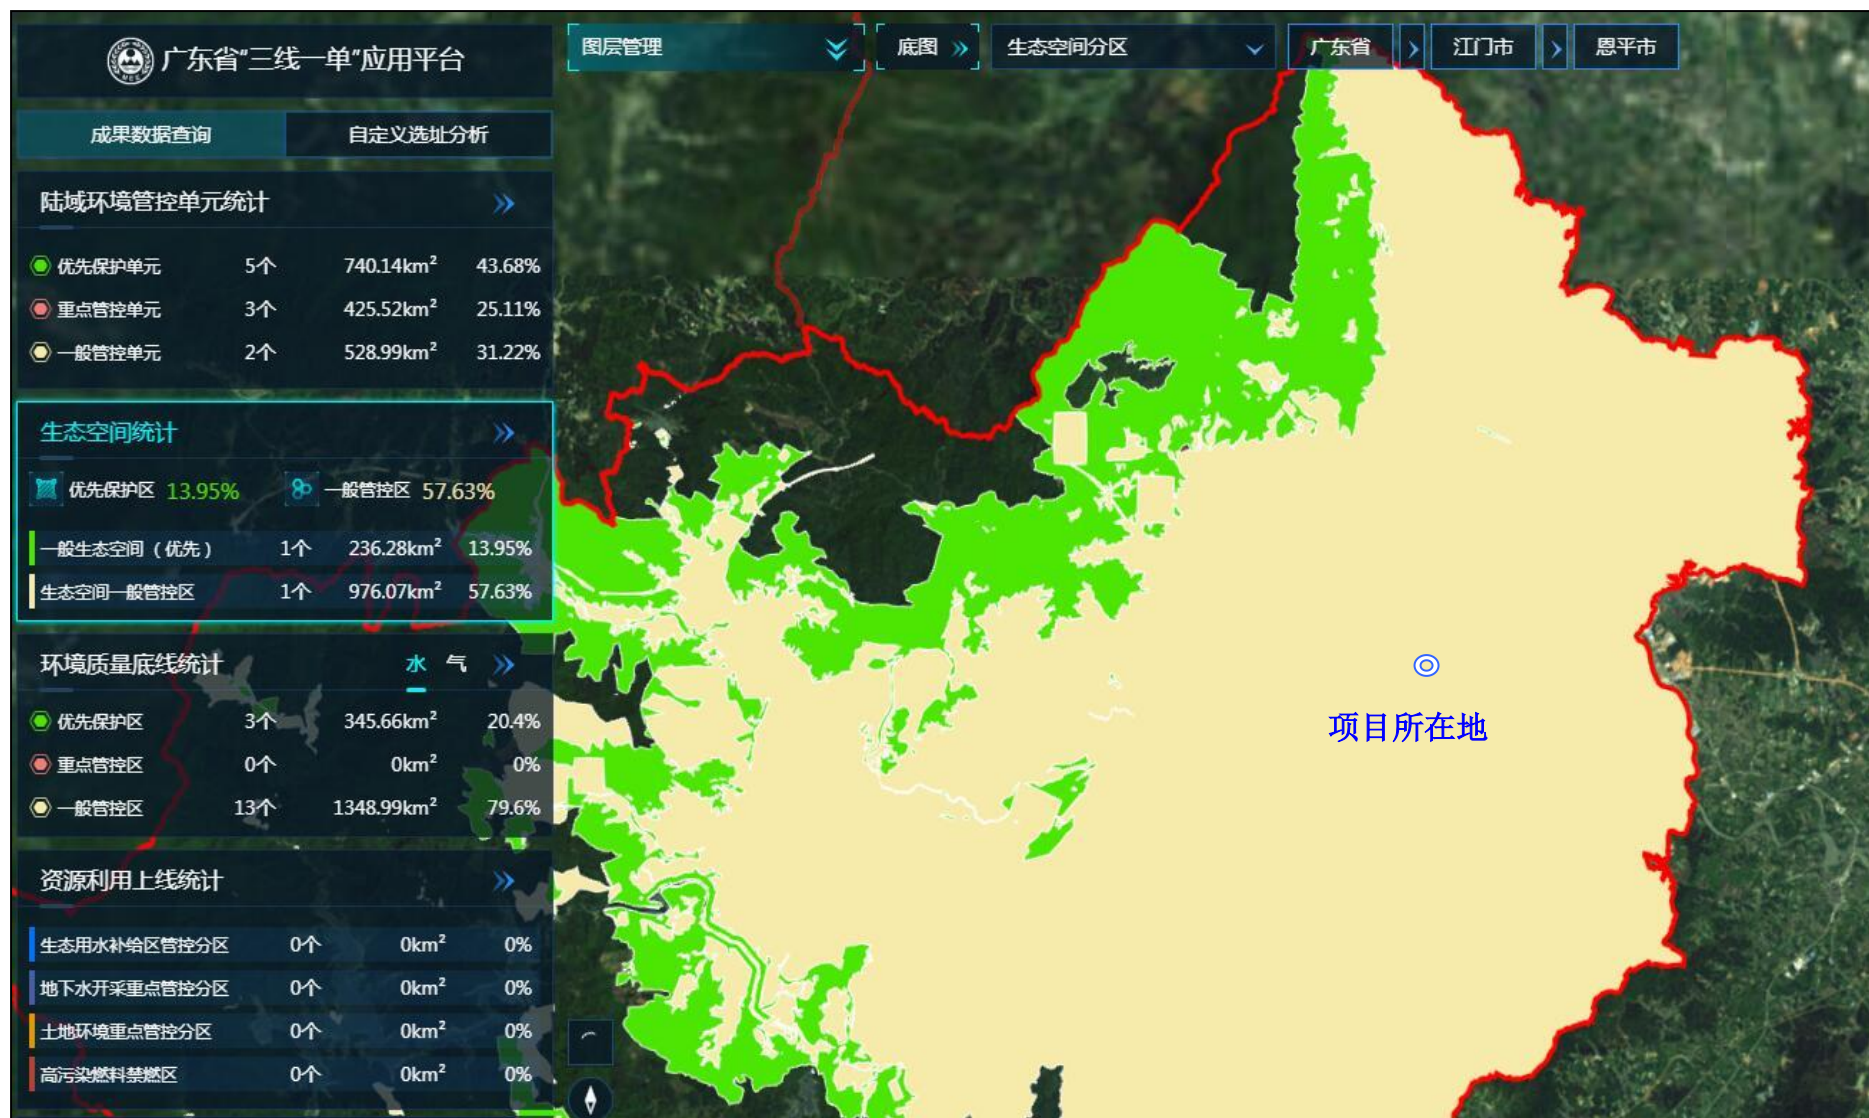 广东省"三线一单"应用平台
成果数据查询 自定义选址分析
图层管理 底图 生态空间分区 广东省 江门市 恩平市
陆域环境管控单元统计
优先保护单元 5个 740.14km² 43.68%
重点管控单元 3个 425.52km² 25.11%
一般管控单元 2个 528.99km² 31.22%
生态空间统计
优先保护区 13.95% 一般管控区 57.63%
一般生态空间（优先） 1个 236.28km² 13.95%
生态空间一般管控区 1个 976.07km² 57.63%
环境质量底线统计 水 气
优先保护区 3个 345.66km² 20.4%
重点管控区 0个 0km² 0%
一般管控区 13个 1348.99km² 79.6%
资源利用上线统计
生态用水补给区管控分区 0个 0km² 0%
地下水开采重点管控分区 0个 0km² 0%
土地环境重点管控分区 0个 0km² 0%
高污染燃料禁燃区 0个 0km² 0%
项目所在地